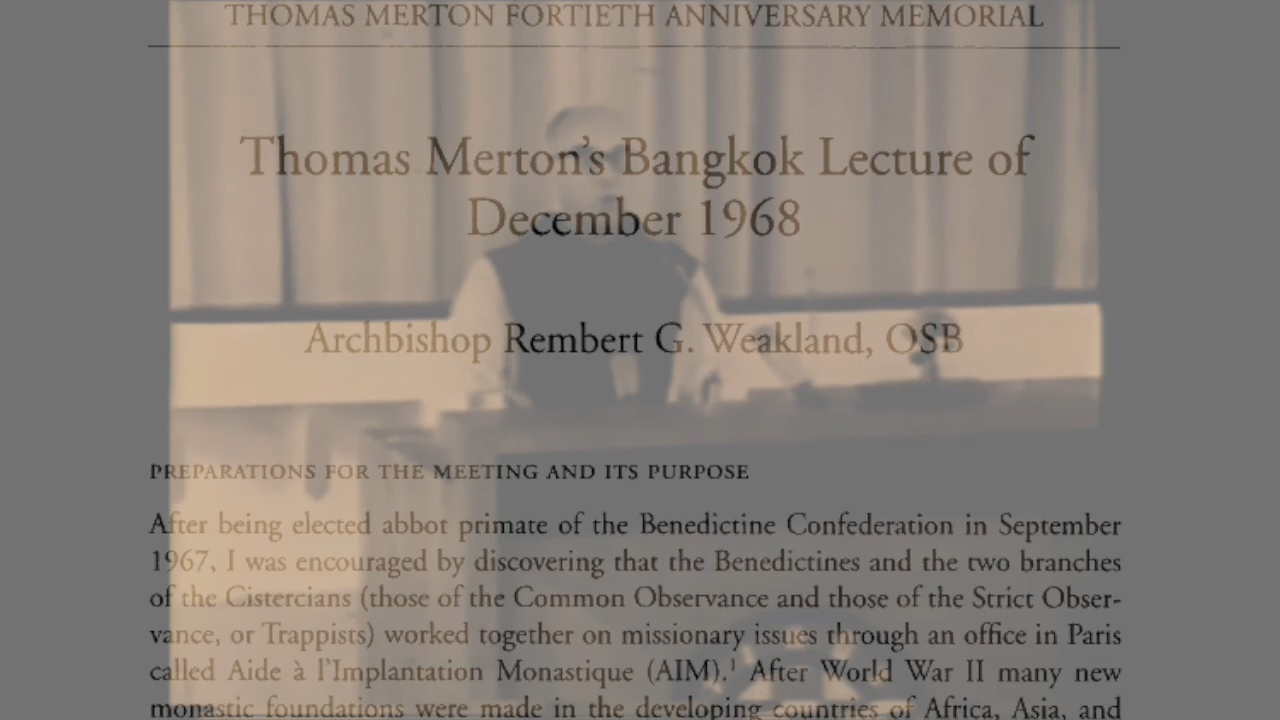 THOMAS MERTON FORTIETH ANNIVERSARY MEMORIAL
Thomas Merton's Bangkok Lecture of
December 1968
Archbishop Rembert G. Weakland, OSB
PREPARATIONS FOR THE MEETING AND ITS PURPOSE
After being elected abbot primate of the Benedictine Confederation in September
1967, I was encouraged by discovering that the Benedictines and the two branches
of the Cistercians (those of the Common Observance and those of the Strict Obser-
vance, or Trappists) worked together on missionary issues through an office in Paris
called Aide à l'Implantation Monastique (AIM).¹ After World War II many new
monastic foundations were made in the developing countries of Africa, Asia, and